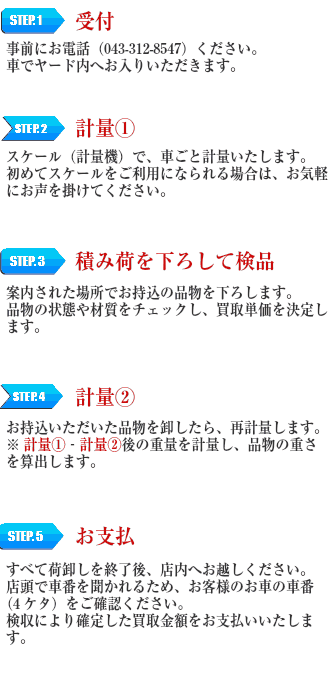 STEP.1 受付
事前にお電話（043-312-8547）ください。
車でヤード内へお入りいただきます。
STEP.2 計量①
スケール（計量機）で、車ごと計量いたします。
初めてスケールをご利用になられる場合は、お気軽
にお声を掛けてください。
STEP.3 積み荷を下ろして検品
案内された場所でお持込の品物を下ろします。
品物の状態や材質をチェックし、買取単価を決定し
ます。
STEP.4 計量②
お持込いただいた品物を卸したら、再計量します。
※ 計量① - 計量②後の重量を計量し、品物の重さ
を算出します。
STEP.5 お支払
すべて荷卸しを終了後、店内へお越しください。
店頭で車番を聞かれるため、お客様のお車の車番
（4 ケタ）をご確認ください。
検収により確定した買取金額をお支払いいたしま
す。